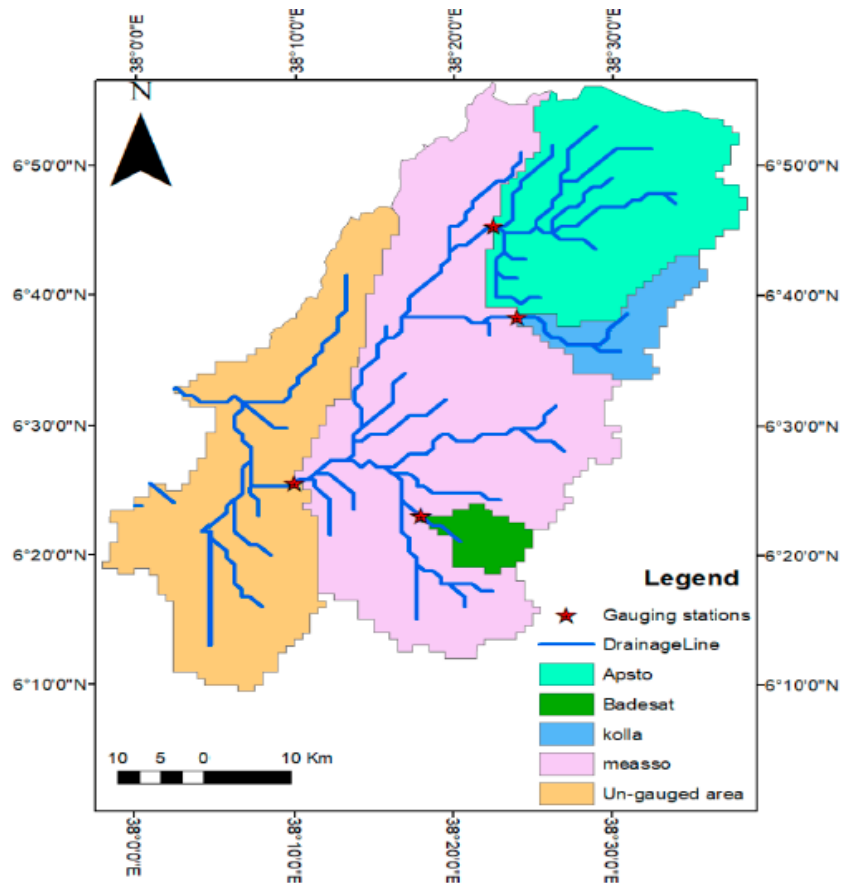 38°0'0"E
38°10'0"E
38°20'0"E
38°30'0"E
N
6°50'0"N
6°50'0"N
6°40'0"N
6°40'0"N
6°30'0"N
6°30'0"N
6°20'0"N
6°20'0"N
6°10'0"N
6°10'0"N
Legend
Gauging stations
DrainageLine
Apsto
Badesat
kolla
measso
Un-gauged area
10 5 0 10 Km
38°0'0"E
38°10'0"E
38°20'0"E
38°30'0"E